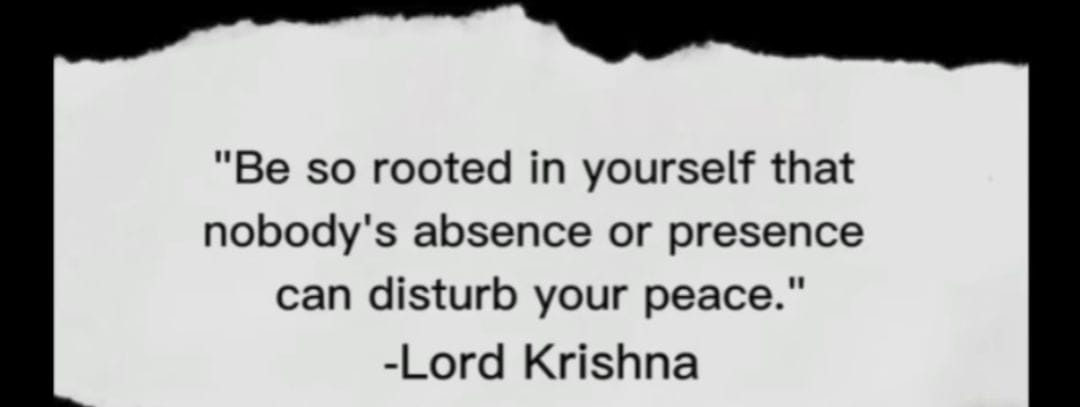 "Be so rooted in yourself that
nobody's absence or presence
can disturb your peace."
-Lord Krishna